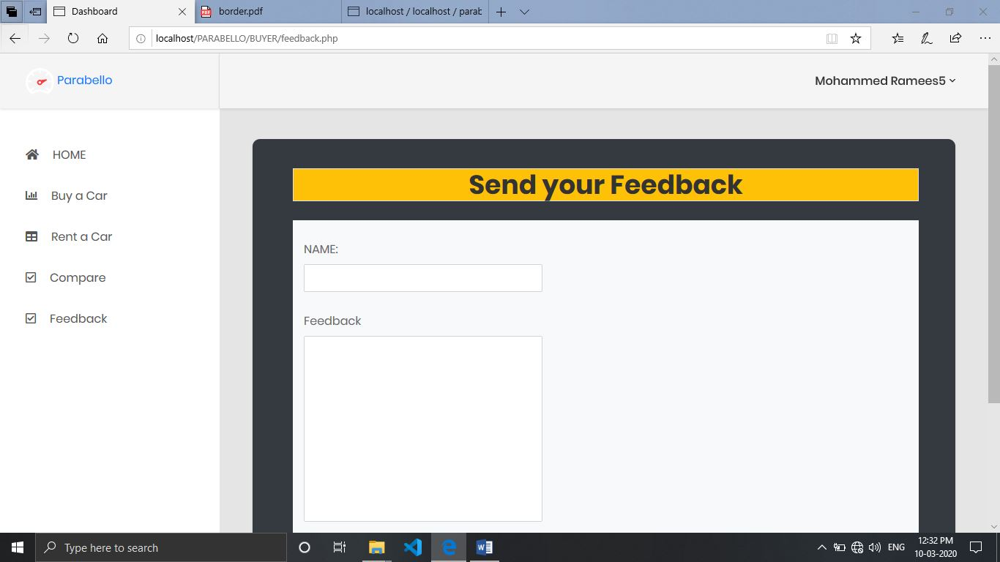 Dashboard
border.pdf
localhost / localhost / parab
localhost/PARABELLO/BUYER/feedback.php
Parabello
Mohammed Ramees5
HOME
Buy a Car
Rent a Car
Compare
Feedback
Send your Feedback
NAME:
Feedback
Type here to search
ENG
12:32 PM
10-03-2020